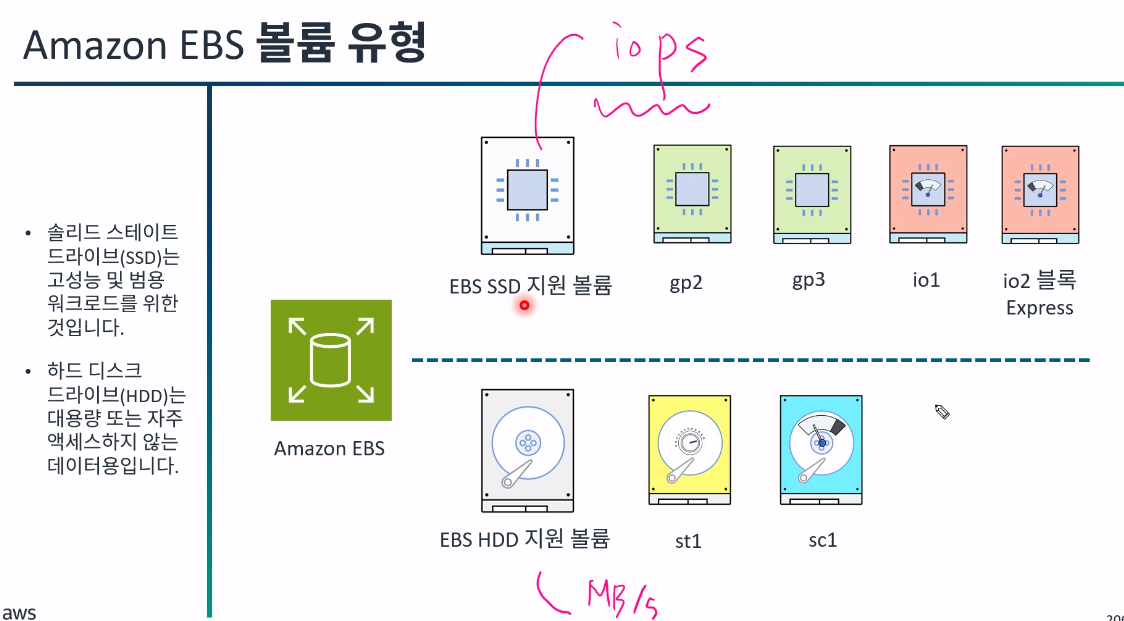 Amazon EBS 볼륨 유형
iops
• 솔리드 스테이트
드라이브(SSD)는
고성능 및 범용
워크로드를 위한
것입니다.
• 하드 디스크
드라이브(HDD)는
대용량 또는 자주
액세스하지 않는
데이터용입니다.
Amazon EBS
EBS SSD 지원 볼륨
gp2
gp3
io1
io2 블록
Express
EBS HDD 지원 볼륨
st1
sc1
MB/s
aws